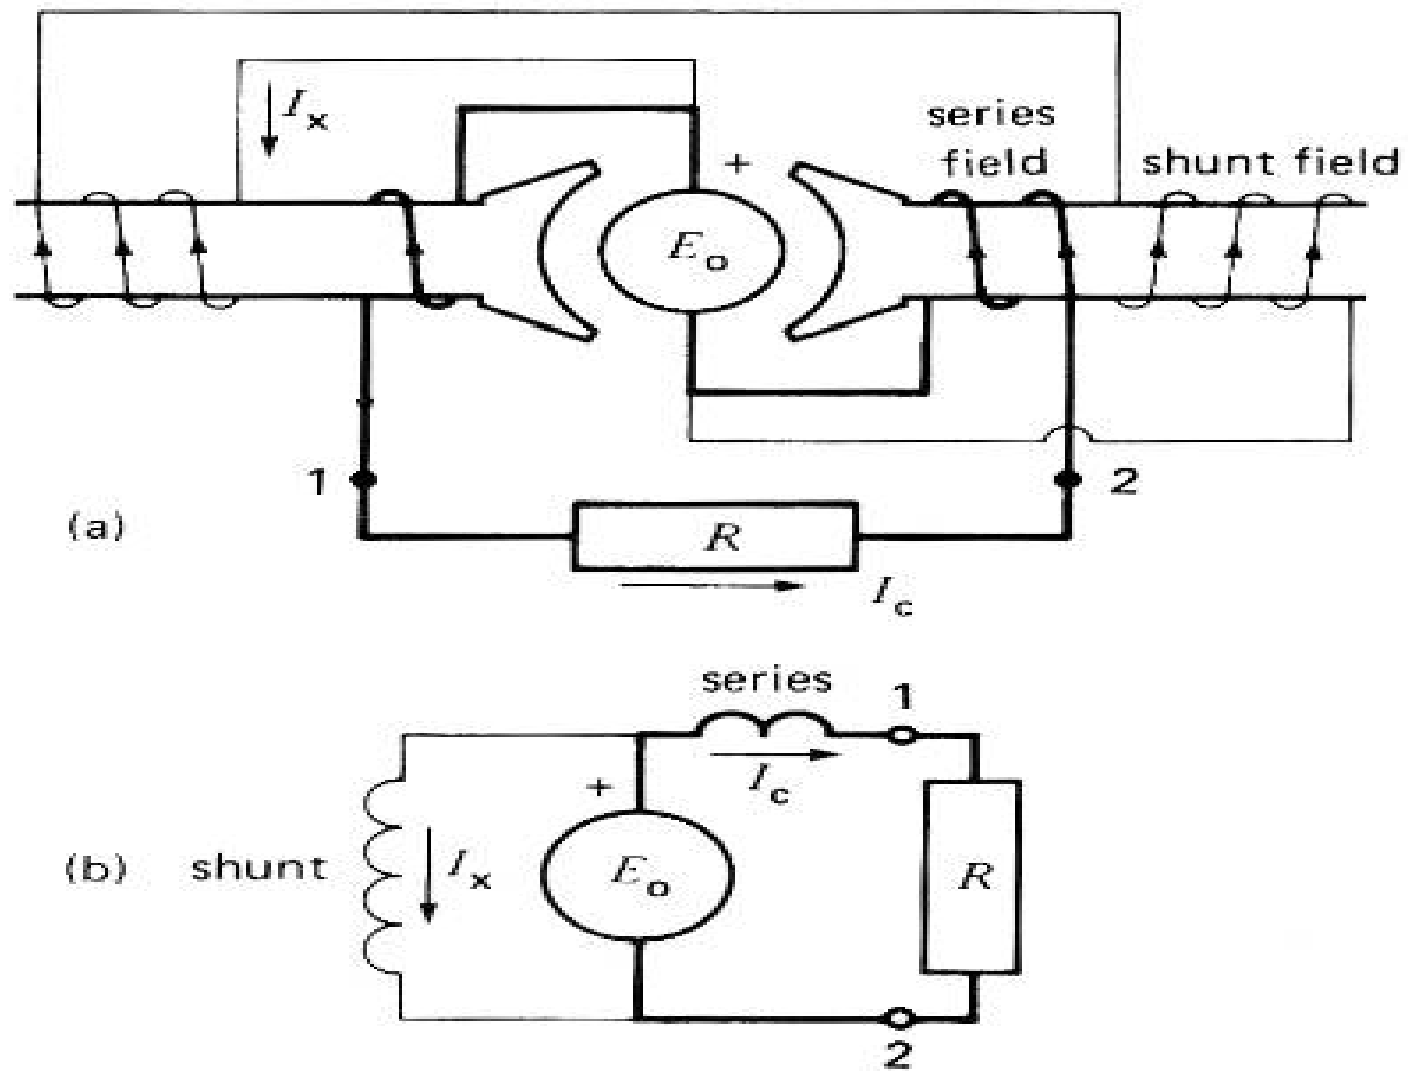 Ix
series
field
shunt field
+
Eo
1
2
(a)
R
Ic
series
1
Ic
+
(b) shunt
Ix
Eo
R
2